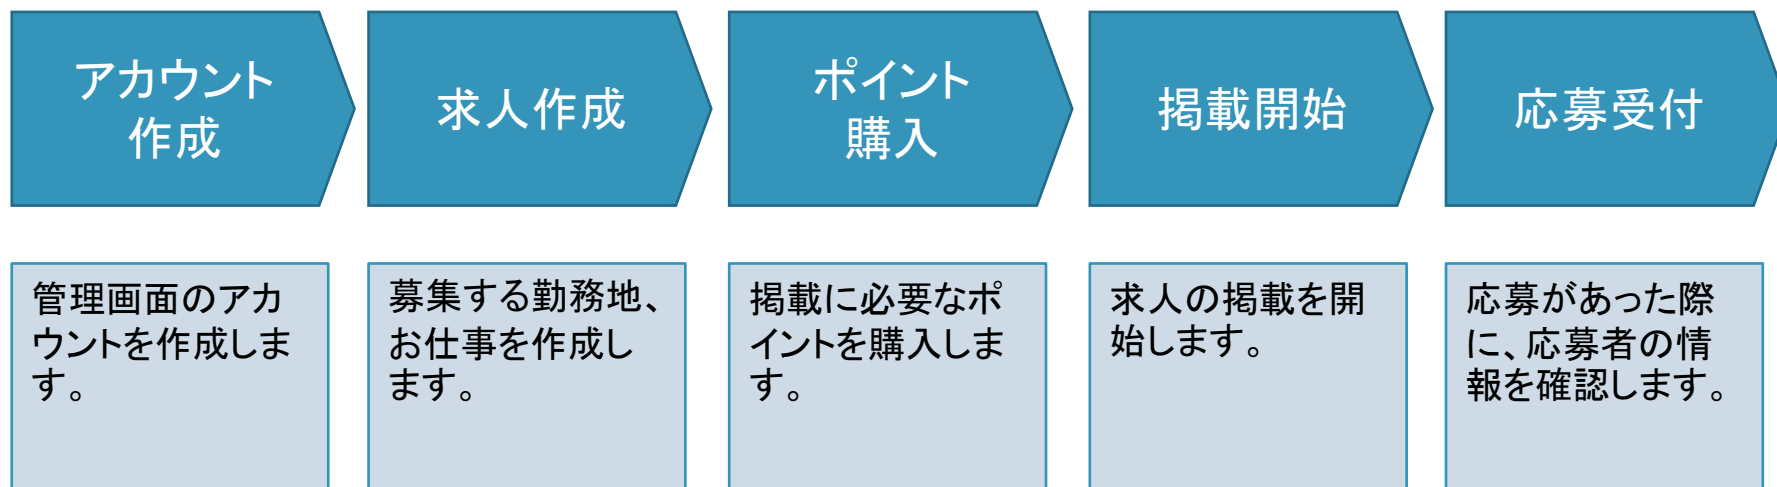 アカウント
作成
求人作成
ポイント
購入
掲載開始
応募受付
管理画面のアカ
ウントを作成しま
す。
募集する勤務地、
お仕事を作成し
ます。
掲載に必要なポ
イントを購入しま
す。
求人の掲載を開
始します。
応募があった際
に、応募者の情
報を確認します。